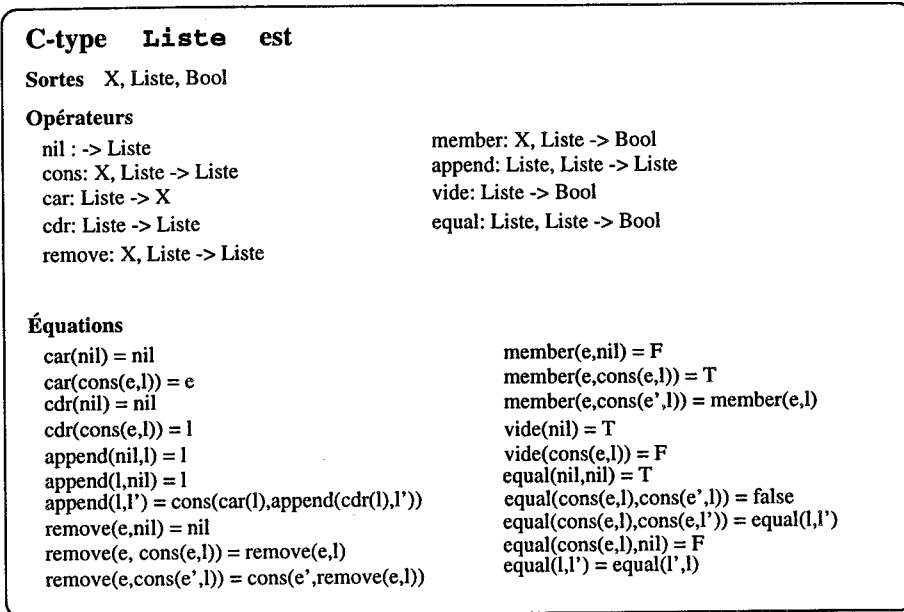 C-type Liste est
Sortes X, Liste, Bool
Opérateurs
nil : -> Liste
cons: X, Liste -> Liste
car: Liste -> X
cdr: Liste -> Liste
remove: X, Liste -> Liste
member: X, Liste -> Bool
append: Liste, Liste -> Liste
vide: Liste -> Bool
equal: Liste, Liste -> Bool
Équations
car(nil) = nil
car(cons(e,l)) = e
cdr(nil) = nil
cdr(cons(e,l)) = l
append(nil,l) = l
append(l,nil) = l
append(l,l') = cons(car(l),append(cdr(l),l'))
remove(e,nil) = nil
remove(e, cons(e,l)) = remove(e,l)
remove(e,cons(e',l)) = cons(e',remove(e,l))
member(e,nil) = F
member(e,cons(e,l)) = T
member(e,cons(e',l)) = member(e,l)
vide(nil) = T
vide(cons(e,l)) = F
equal(nil,nil) = T
equal(cons(e,l),cons(e',l)) = false
equal(cons(e,l),cons(e,l')) = equal(l,l')
equal(cons(e,l),nil) = F
equal(l,l') = equal(l',l)